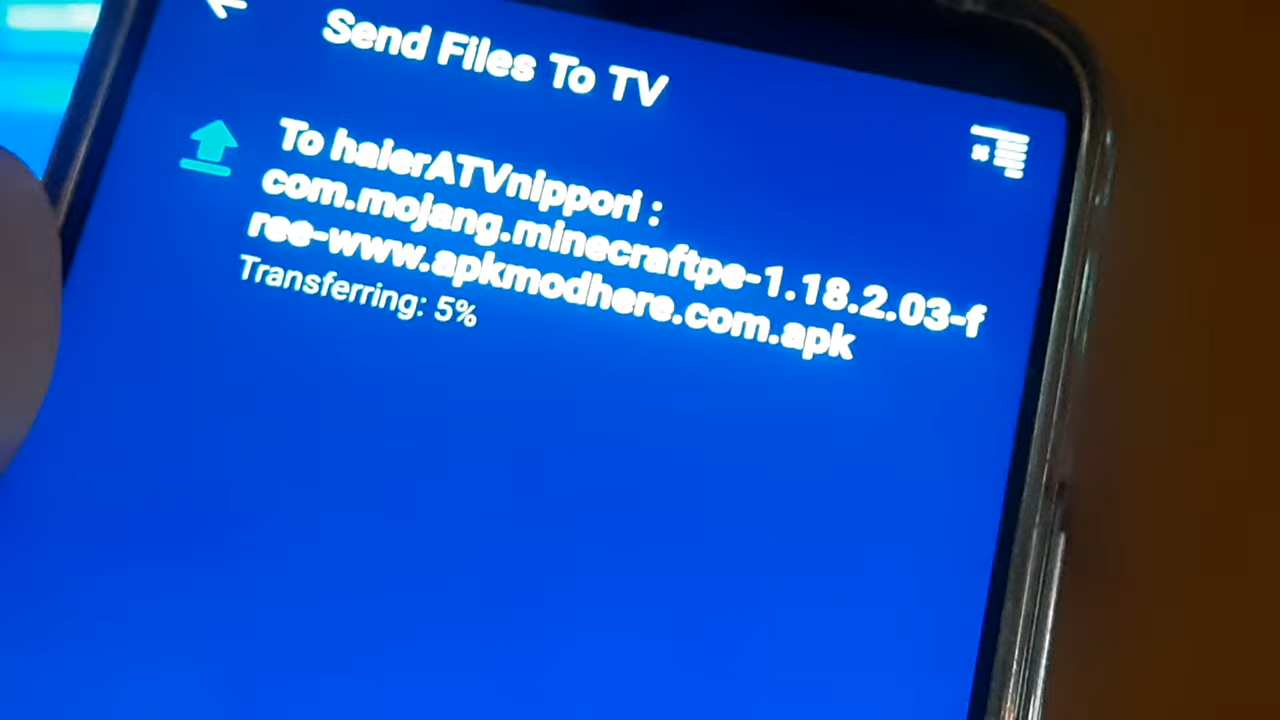 Send Files To TV
To haierATVnippori :
com.mojang.minecraftpe-1.18.2.03-f
ree-www.apkmodhere.com.apk
Transferring: 5%